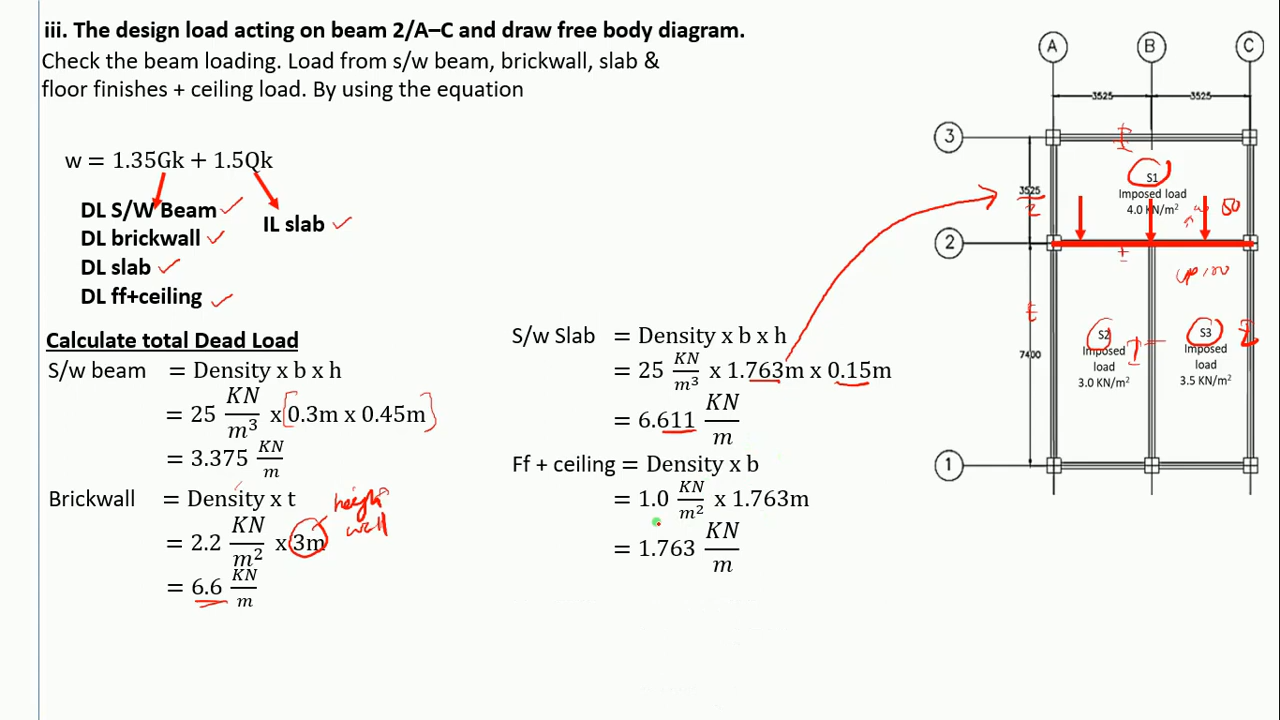 iii. The design load acting on beam 2/A–C and draw free body diagram.
Check the beam loading. Load from s/w beam, brickwall, slab &
floor finishes + ceiling load. By using the equation
w = 1.35Gk + 1.5Qk
DL S/W Beam
DL brickwall
DL slab
DL ff+ceiling
IL slab
Calculate total Dead Load
S/w beam = Density x b x h
= 25 KN/m³ x (0.3m x 0.45m)
= 3.375 KN/m
Brickwall = Density x t
= 2.2 KN/m² x 3m
height
wall
= 6.6 KN/m
S/w Slab = Density x b x h
= 25 KN/m³ x 1.763m x 0.15m
= 6.611 KN/m
Ff + ceiling = Density x b
= 1.0 KN/m² x 1.763m
= 1.763 KN/m
A B C
3525 3525
3
3525
2
S1
Imposed load
4.0 KN/m²
2
7400
S2
Imposed
load
3.0 KN/m²
S3
Imposed
load
3.5 KN/m²
1